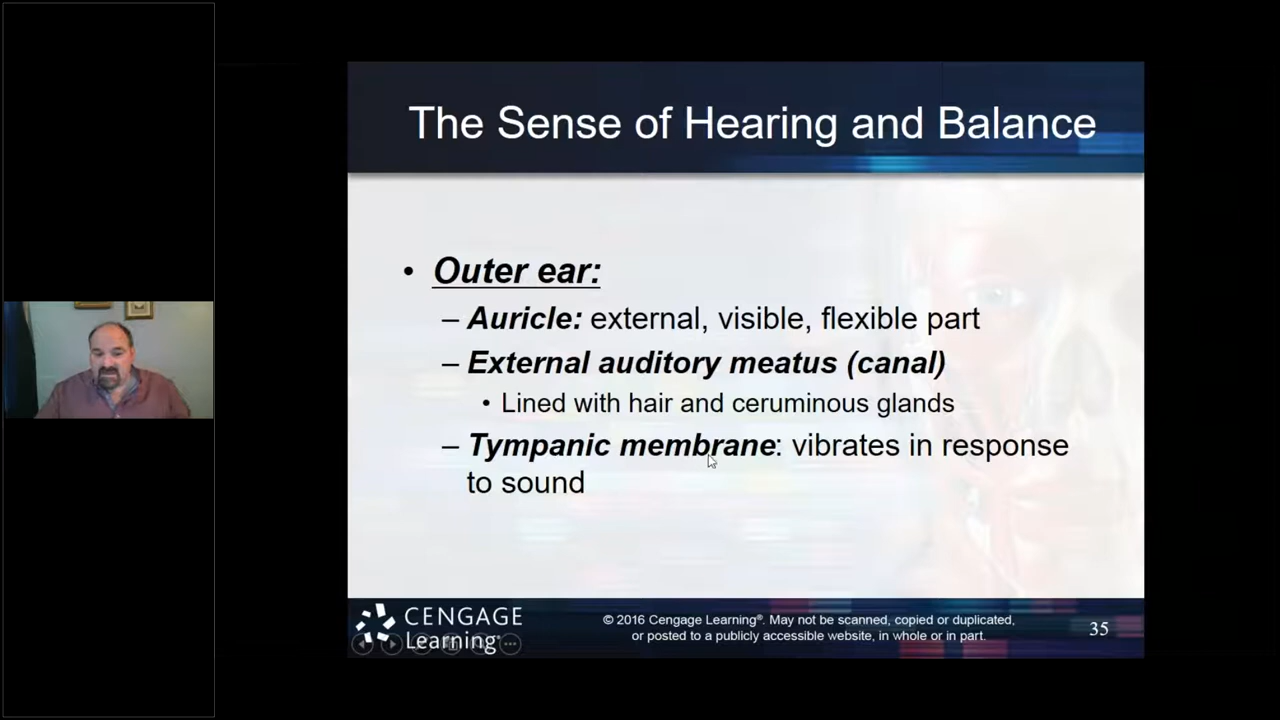 The Sense of Hearing and Balance
• Outer ear:
– Auricle: external, visible, flexible part
– External auditory meatus (canal)
• Lined with hair and ceruminous glands
– Tympanic membrane: vibrates in response
to sound
CENGAGE
Learning®
© 2016 Cengage Learning®. May not be scanned, copied or duplicated,
or posted to a publicly accessible website, in whole or in part.
35